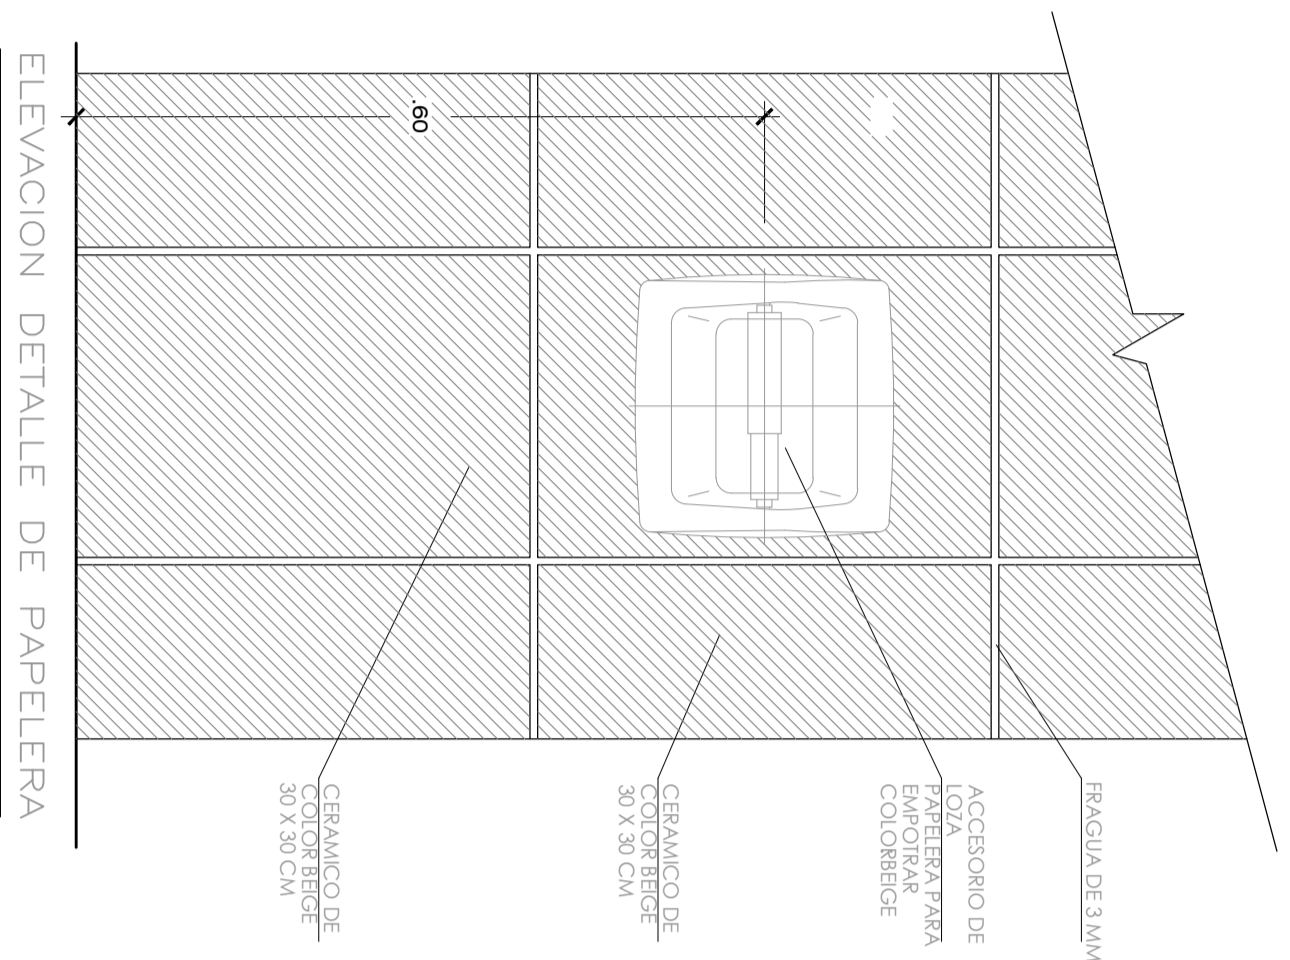 FRAGUA DE 3 MM
ACCESORIO DE
LOZA
PAPELERA PARA
EMPOTRAR
COLORBEIGE
CERAMICO DE
COLOR BEIGE
30 X 30 CM
CERAMICO DE
COLOR BEIGE
30 X 30 CM
.60
ELEVACION DETALLE DE PAPELERA